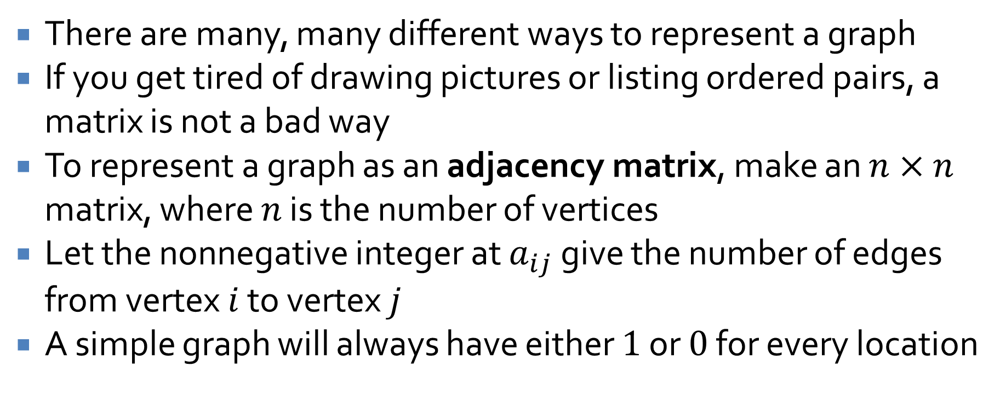 ▪ There are many, many different ways to represent a graph
▪ If you get tired of drawing pictures or listing ordered pairs, a
matrix is not a bad way
▪ To represent a graph as an adjacency matrix, make an n × n
matrix, where n is the number of vertices
▪ Let the nonnegative integer at aᵢⱼ give the number of edges
from vertex i to vertex j
▪ A simple graph will always have either 1 or 0 for every location